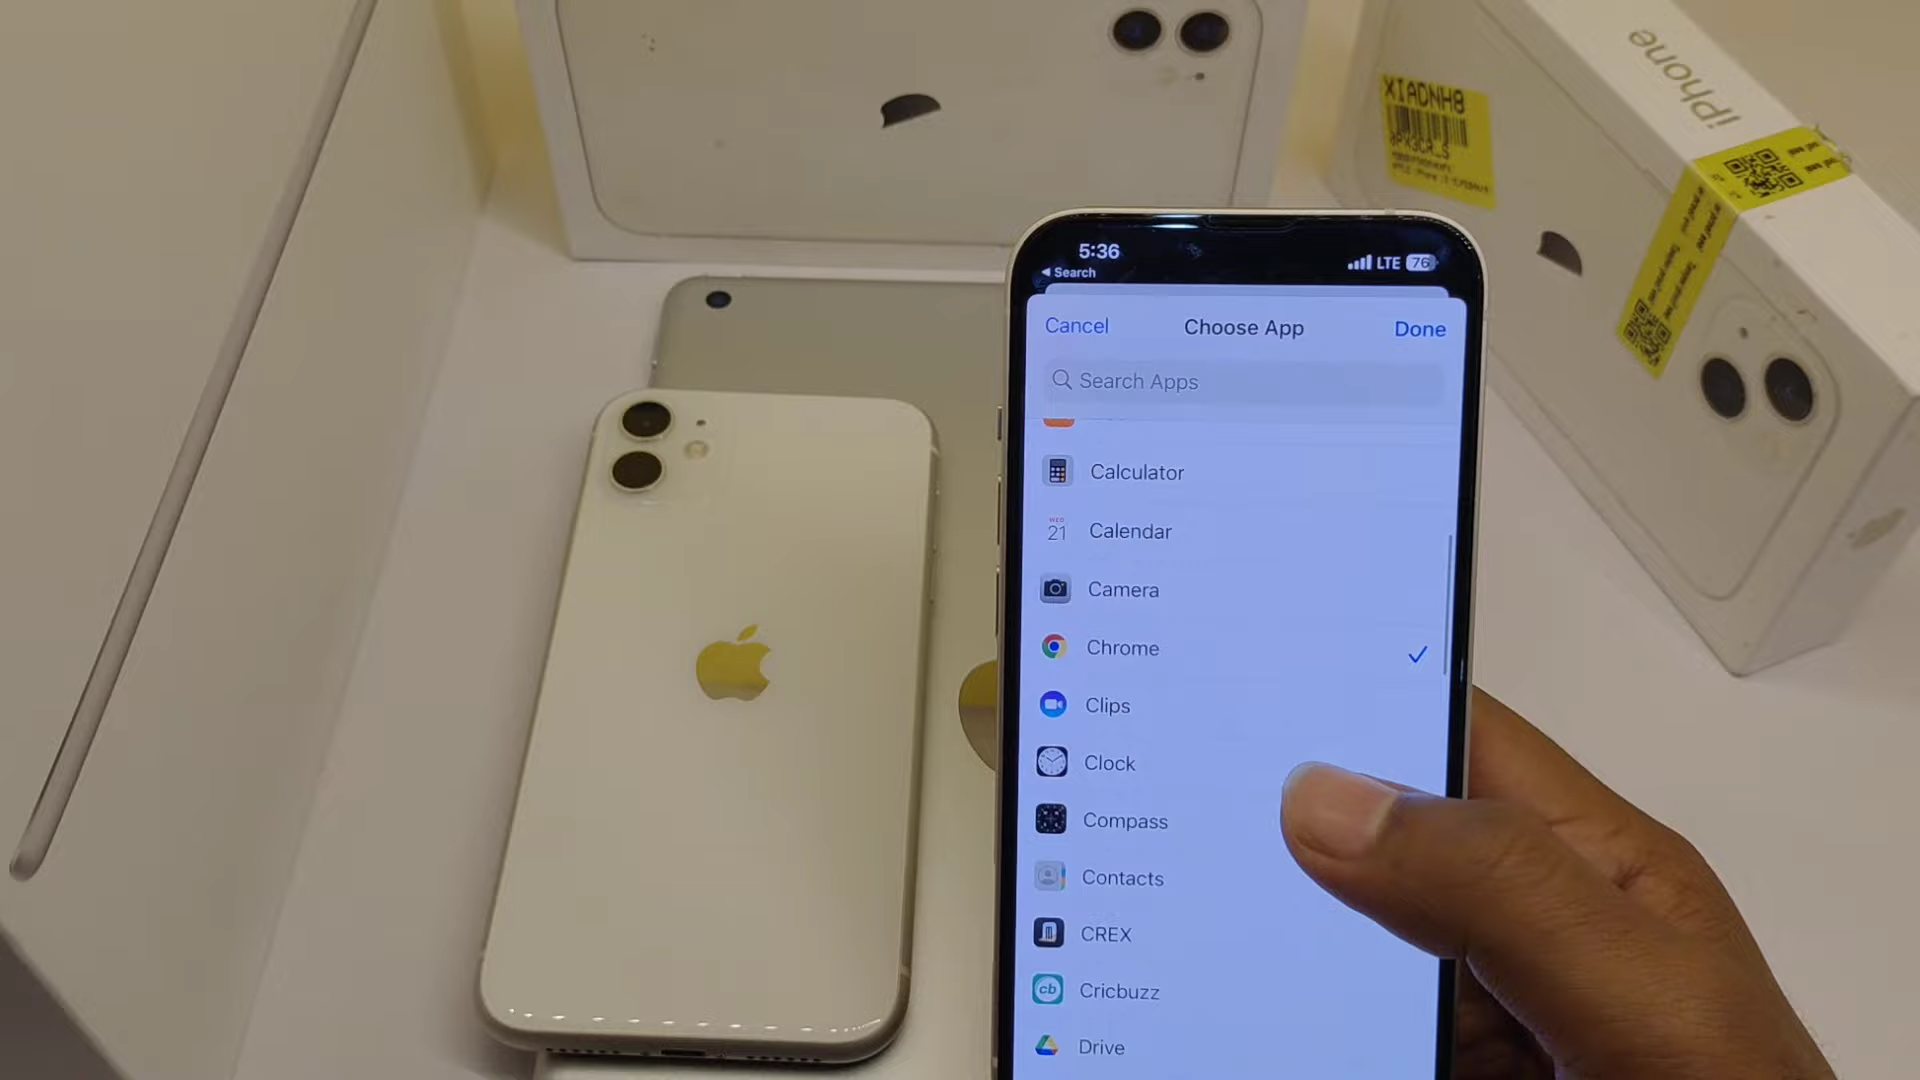 iPhone
XIADNH8
5:36
LTE 76
◀ Search
Cancel
Choose App
Done
Search Apps
Calculator
WED
21
Calendar
Camera
Chrome
Clips
Clock
Compass
Contacts
CREX
cb
Cricbuzz
Drive